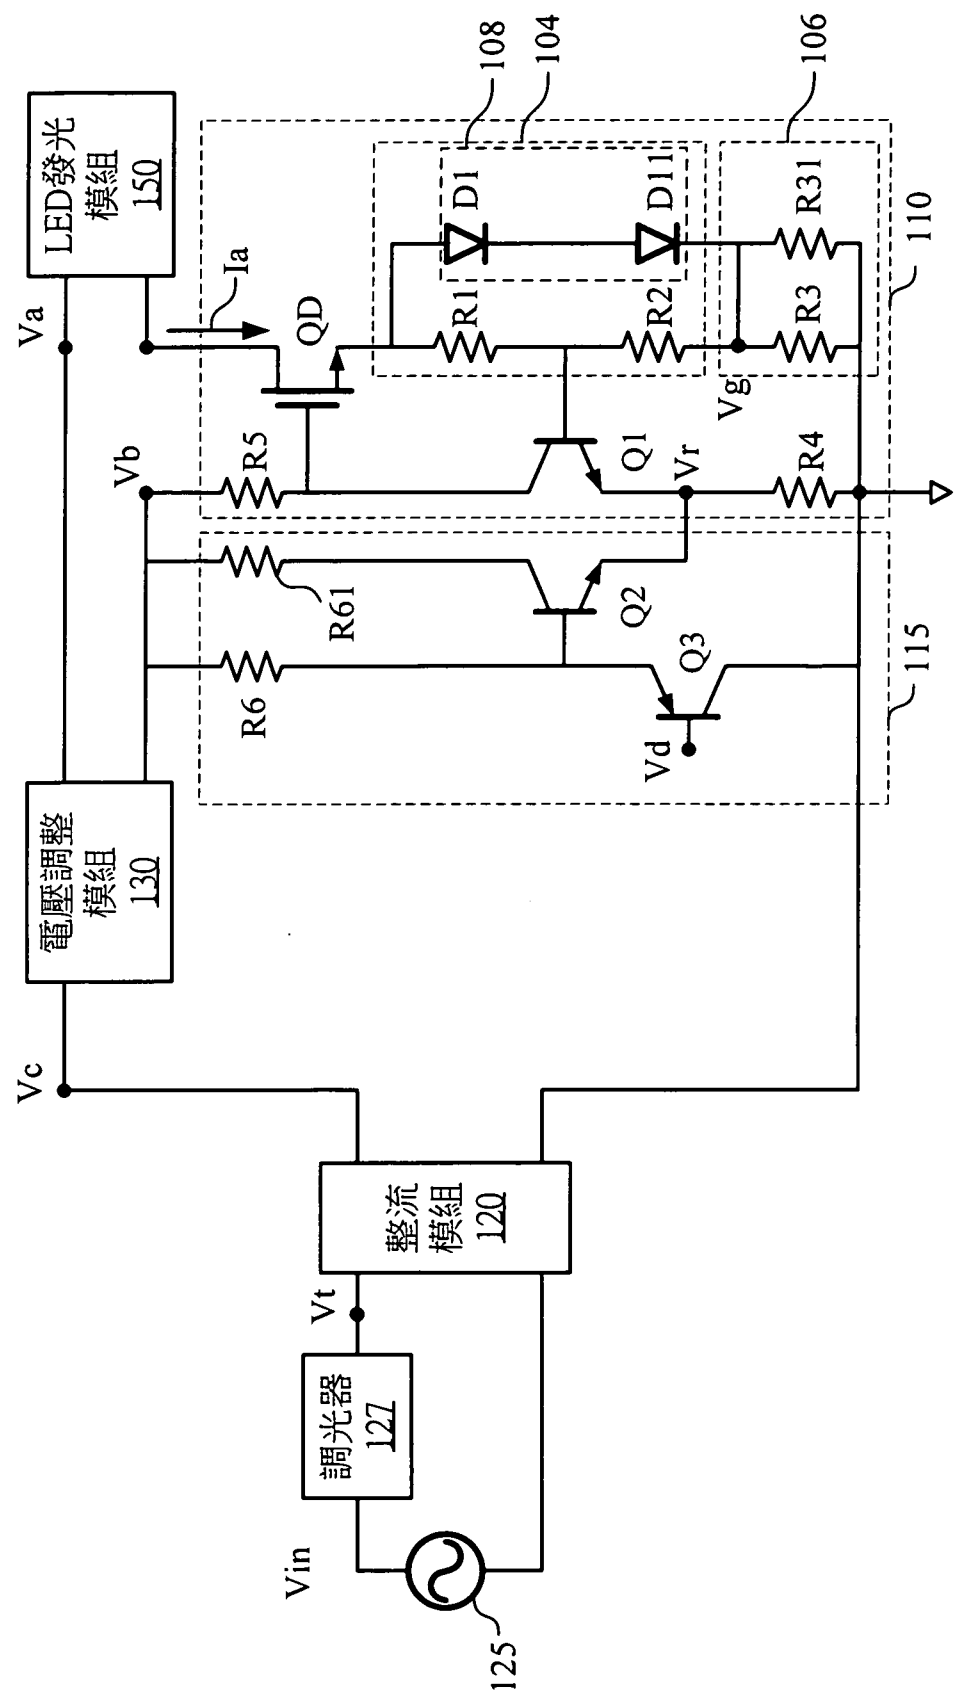 Vin
125
調光器
127
Vt
整流
模組
120
Vc
電壓調整
模組
130
Va
Vb
LED發光
模組
150
Ia
QD
R5
R61
R6
108
104
106
D1
D11
R1
R2
R31
R3
Vg
110
Q1
Vr
R4
Q2
Q3
Vd
115